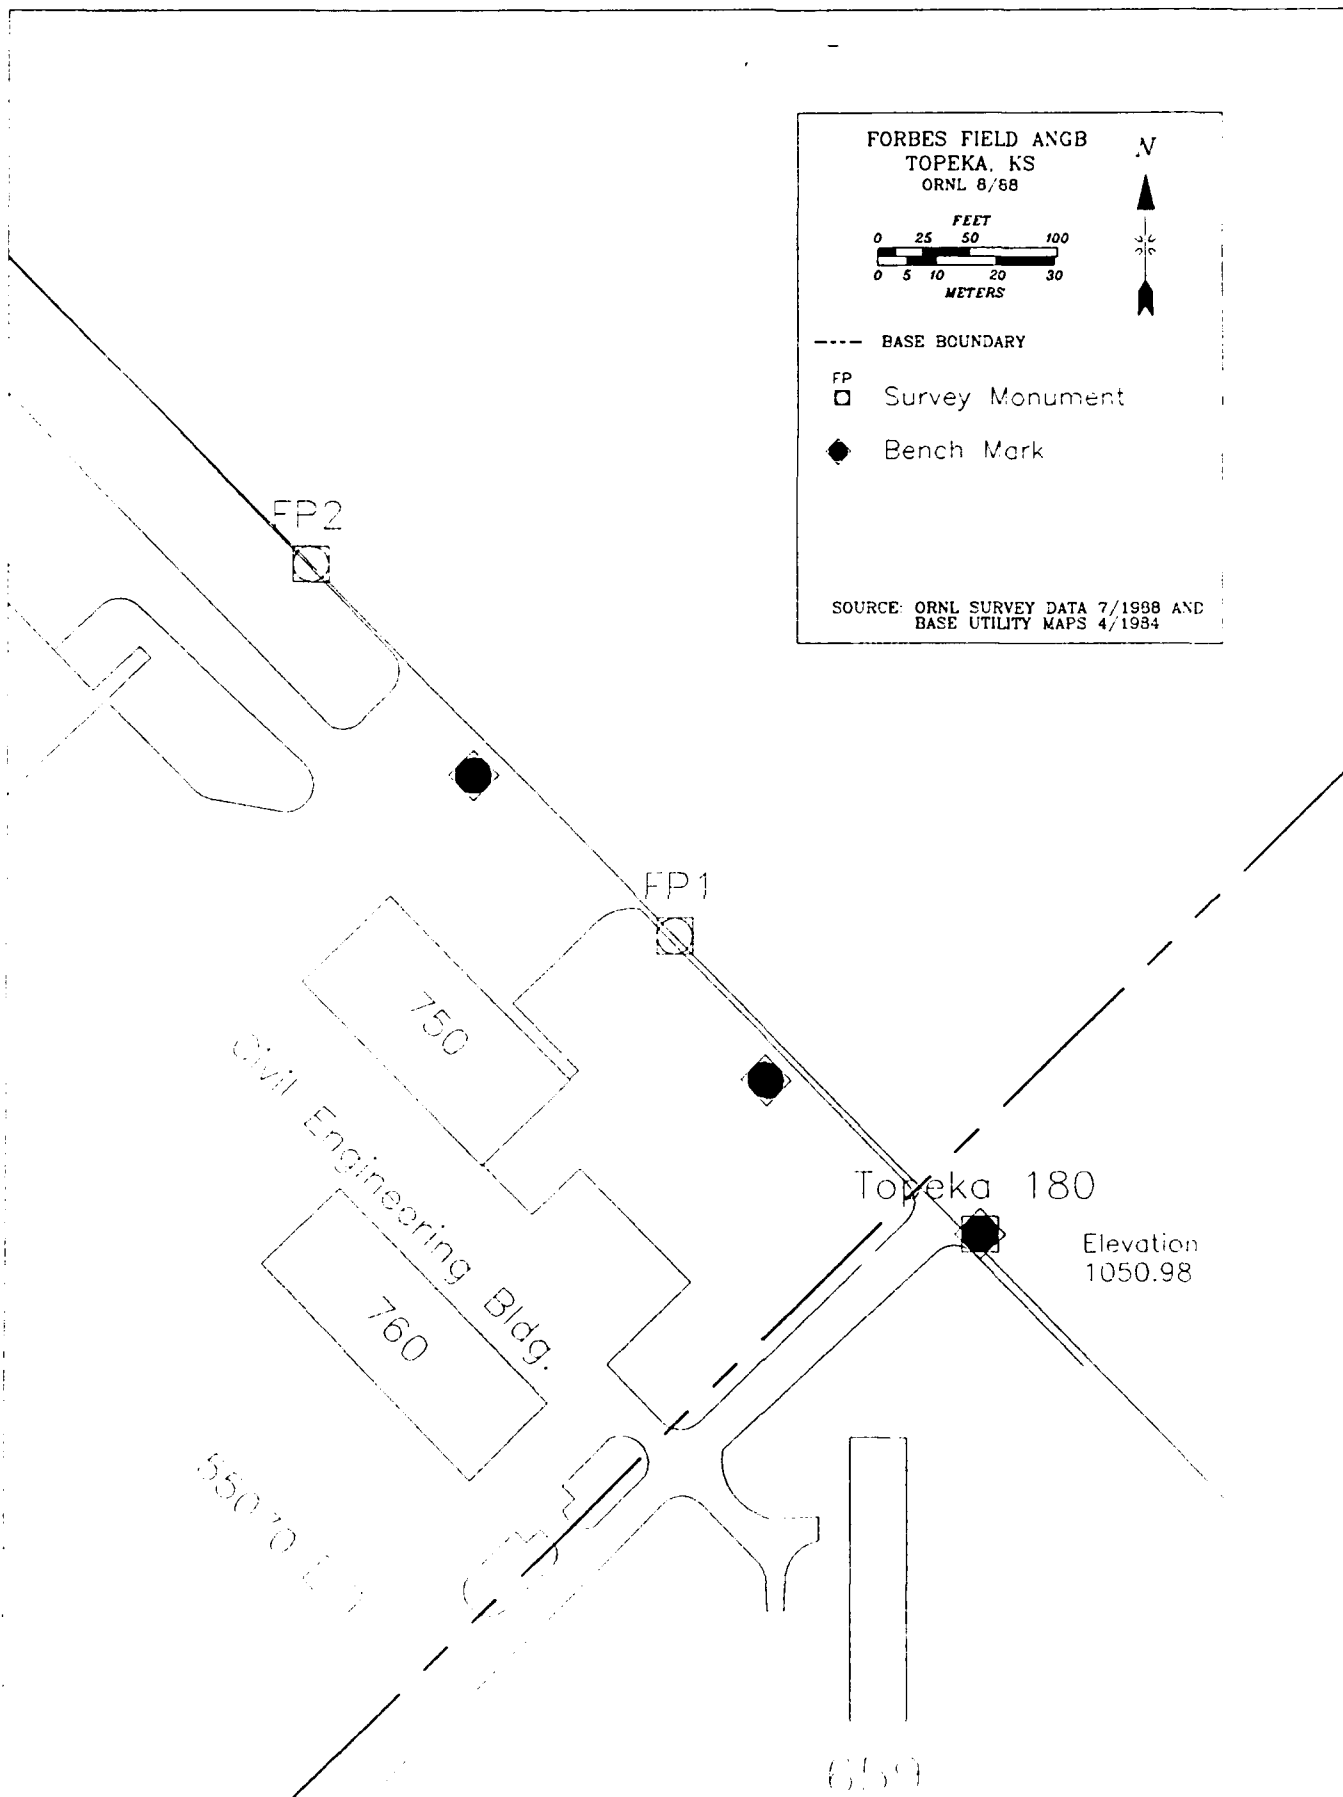 FORBES FIELD ANGB
TOPEKA, KS
ORNL 8/88
N
FEET
0 25 50 100
0 5 10 20 30
METERS
BASE BOUNDARY
FP
Survey Monument
Bench Mark
SOURCE: ORNL SURVEY DATA 7/1988 AND
BASE UTILITY MAPS 4/1984
FP2
FP1
750
Civil Engineering Bldg.
760
Topeka 180
Elevation
1050.98
659